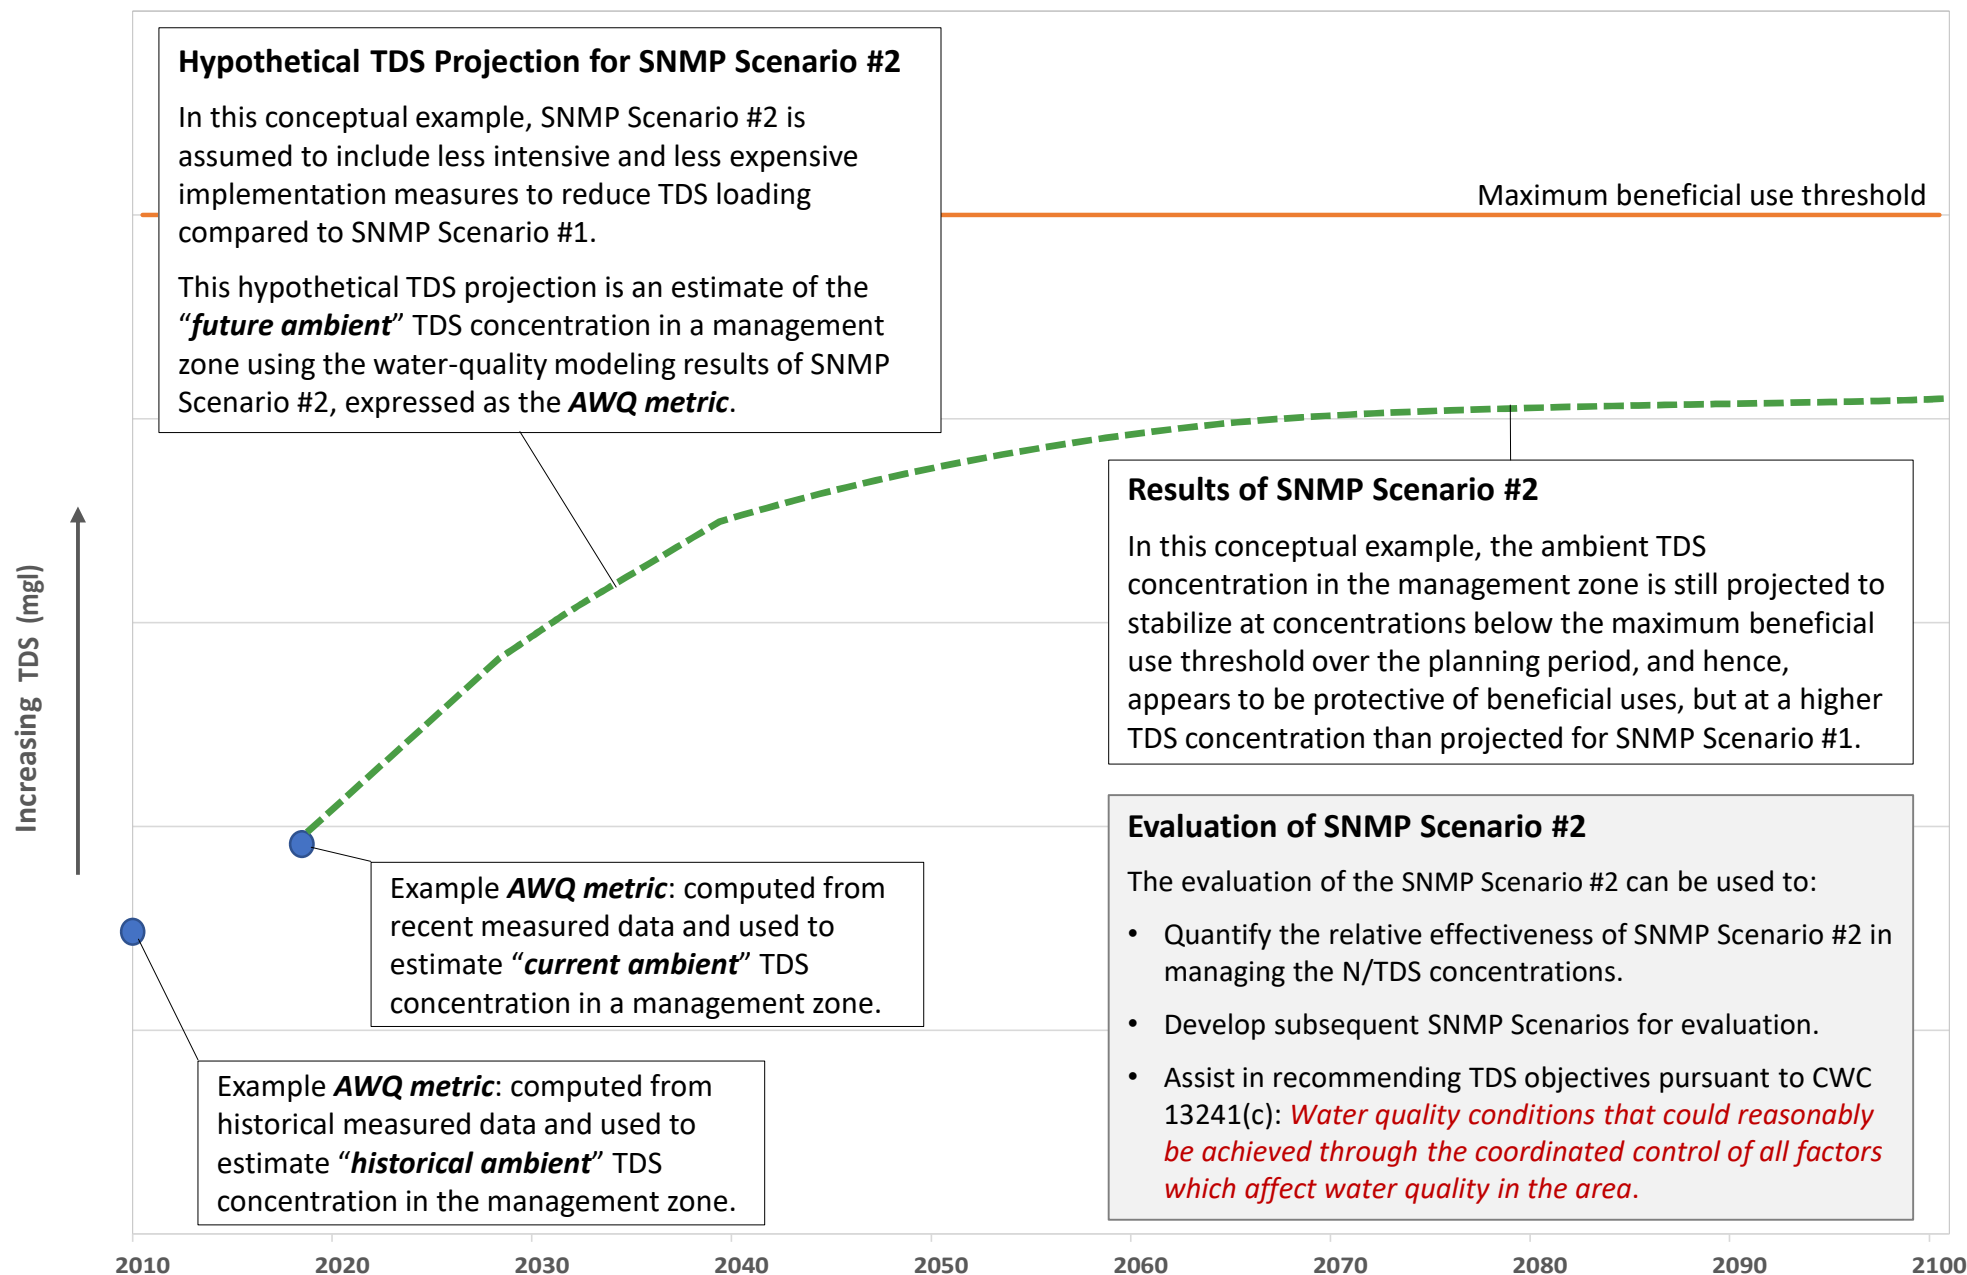 Hypothetical TDS Projection for SNMP Scenario #2
In this conceptual example, SNMP Scenario #2 is
assumed to include less intensive and less expensive
implementation measures to reduce TDS loading
compared to SNMP Scenario #1.
This hypothetical TDS projection is an estimate of the
“future ambient” TDS concentration in a management
zone using the water-quality modeling results of SNMP
Scenario #2, expressed as the AWQ metric.
Maximum beneficial use threshold
Results of SNMP Scenario #2
In this conceptual example, the ambient TDS
concentration in the management zone is still projected to
stabilize at concentrations below the maximum beneficial
use threshold over the planning period, and hence,
appears to be protective of beneficial uses, but at a higher
TDS concentration than projected for SNMP Scenario #1.
Increasing TDS (mgl)
Evaluation of SNMP Scenario #2
The evaluation of the SNMP Scenario #2 can be used to:
• Quantify the relative effectiveness of SNMP Scenario #2 in
managing the N/TDS concentrations.
• Develop subsequent SNMP Scenarios for evaluation.
• Assist in recommending TDS objectives pursuant to CWC
13241(c): Water quality conditions that could reasonably
be achieved through the coordinated control of all factors
which affect water quality in the area.
Example AWQ metric: computed from
recent measured data and used to
estimate “current ambient” TDS
concentration in a management zone.
Example AWQ metric: computed from
historical measured data and used to
estimate “historical ambient” TDS
concentration in the management zone.
2010 2020 2030 2040 2050 2060 2070 2080 2090 2100